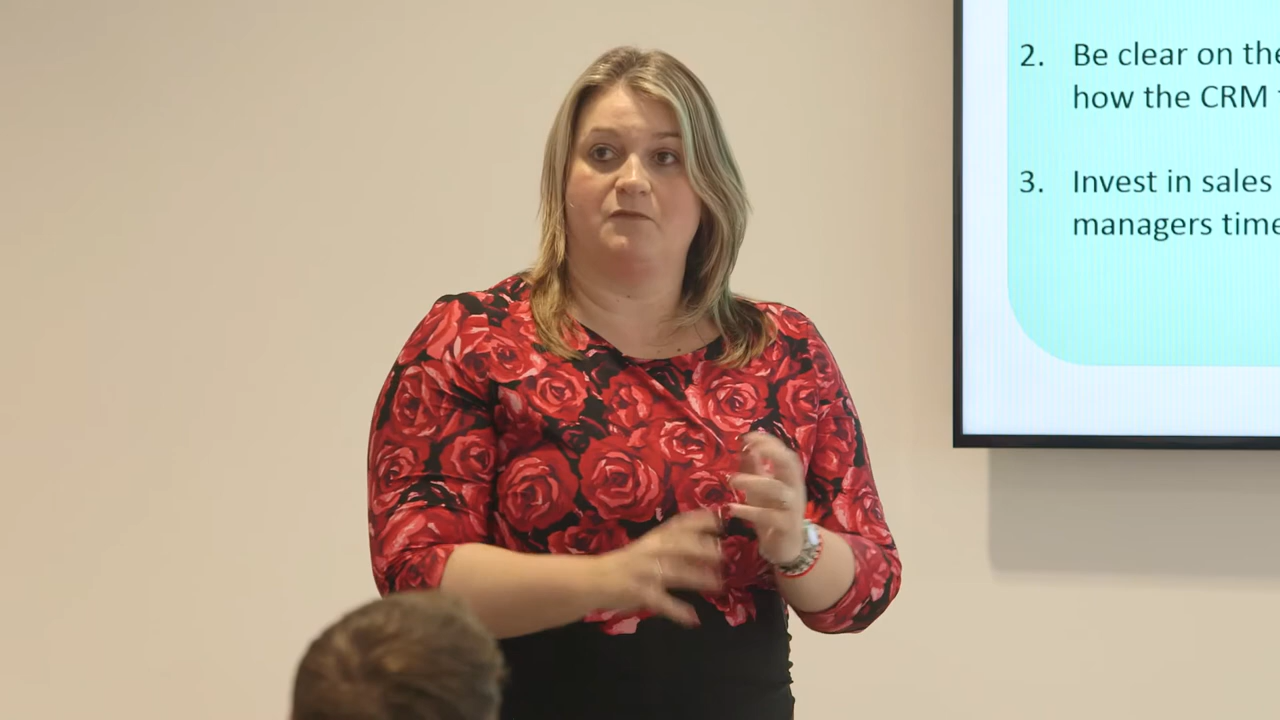 2. Be clear on the
how the CRM
3. Invest in sales
managers time